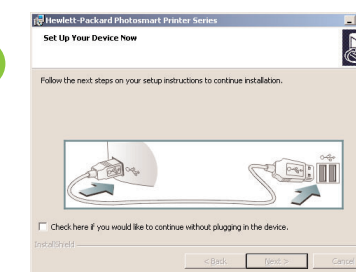 Hewlett-Packard Photosmart Printer Series
Set Up Your Device Now
Follow the next steps on your setup instructions to continue installation.
Check here if you would like to continue without plugging in the device.
InstallShield
< Back Next > Cancel